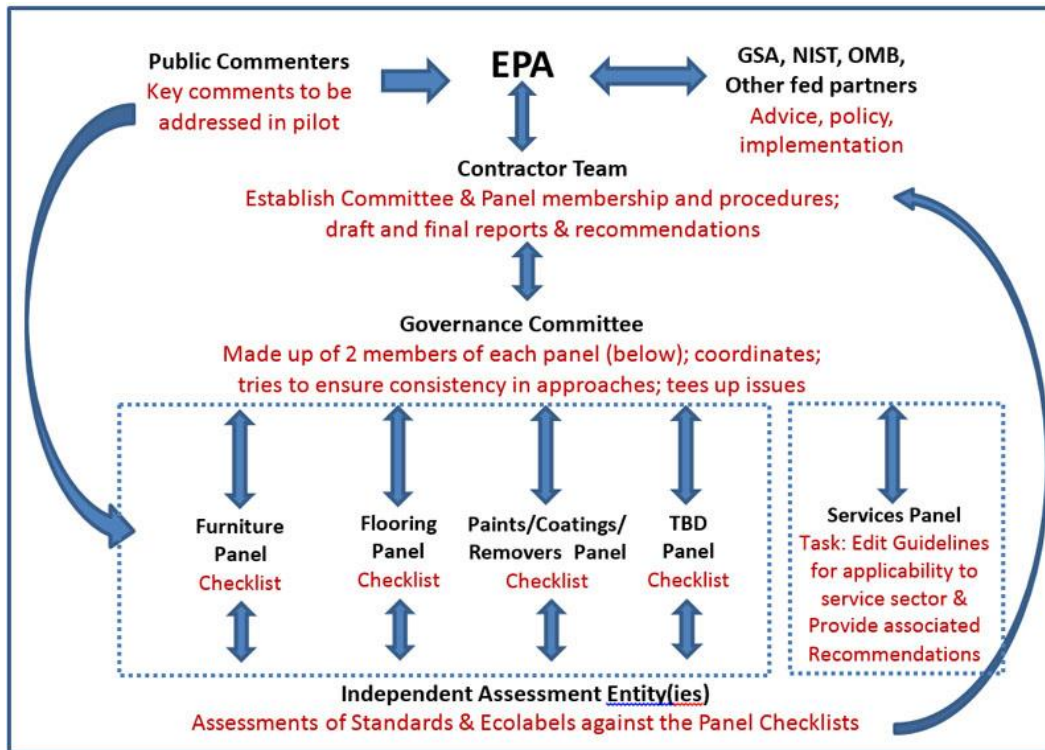 Public Commenters
Key comments to be
addressed in pilot
EPA
GSA, NIST, OMB,
Other fed partners
Advice, policy,
implementation
Contractor Team
Establish Committee & Panel membership and procedures;
draft and final reports & recommendations
Governance Committee
Made up of 2 members of each panel (below); coordinates;
tries to ensure consistency in approaches; tees up issues
Furniture
Panel
Checklist
Flooring
Panel
Checklist
Paints/Coatings/
Removers Panel
Checklist
TBD
Panel
Checklist
Services Panel
Task: Edit Guidelines
for applicability to
service sector &
Provide associated
Recommendations
Independent Assessment Entity(ies)
Assessments of Standards & Ecolabels against the Panel Checklists